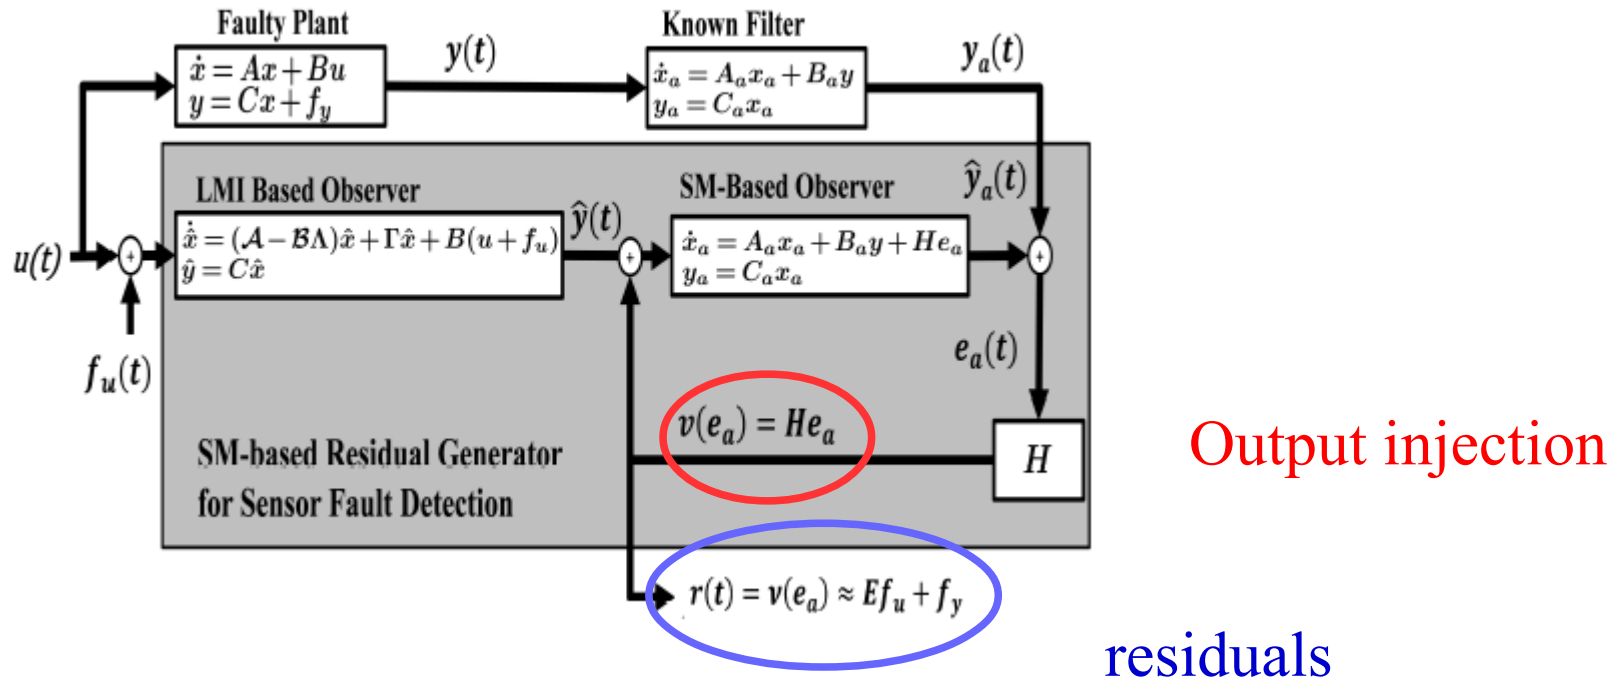 Faulty Plant
ẋ = Ax + Bu
y = Cx + f_y
y(t)
Known Filter
ẋ_a = A_a x_a + B_a y
y_a = C_a x_a
y_a(t)
LMI Based Observer
x̂̇ = (𝒜 − ℬΛ)x̂ + Γx̂ + B(u + f_u)
ŷ = Cx̂
ŷ(t)
SM-Based Observer
ẋ_a = A_a x_a + B_a y + He_a
y_a = C_a x_a
ŷ_a(t)
u(t)
+
+
+
f_u(t)
e_a(t)
ν(e_a) = He_a
H
Output injection
SM-based Residual Generator
for Sensor Fault Detection
r(t) = ν(e_a) ≈ Ef_u + f_y
residuals